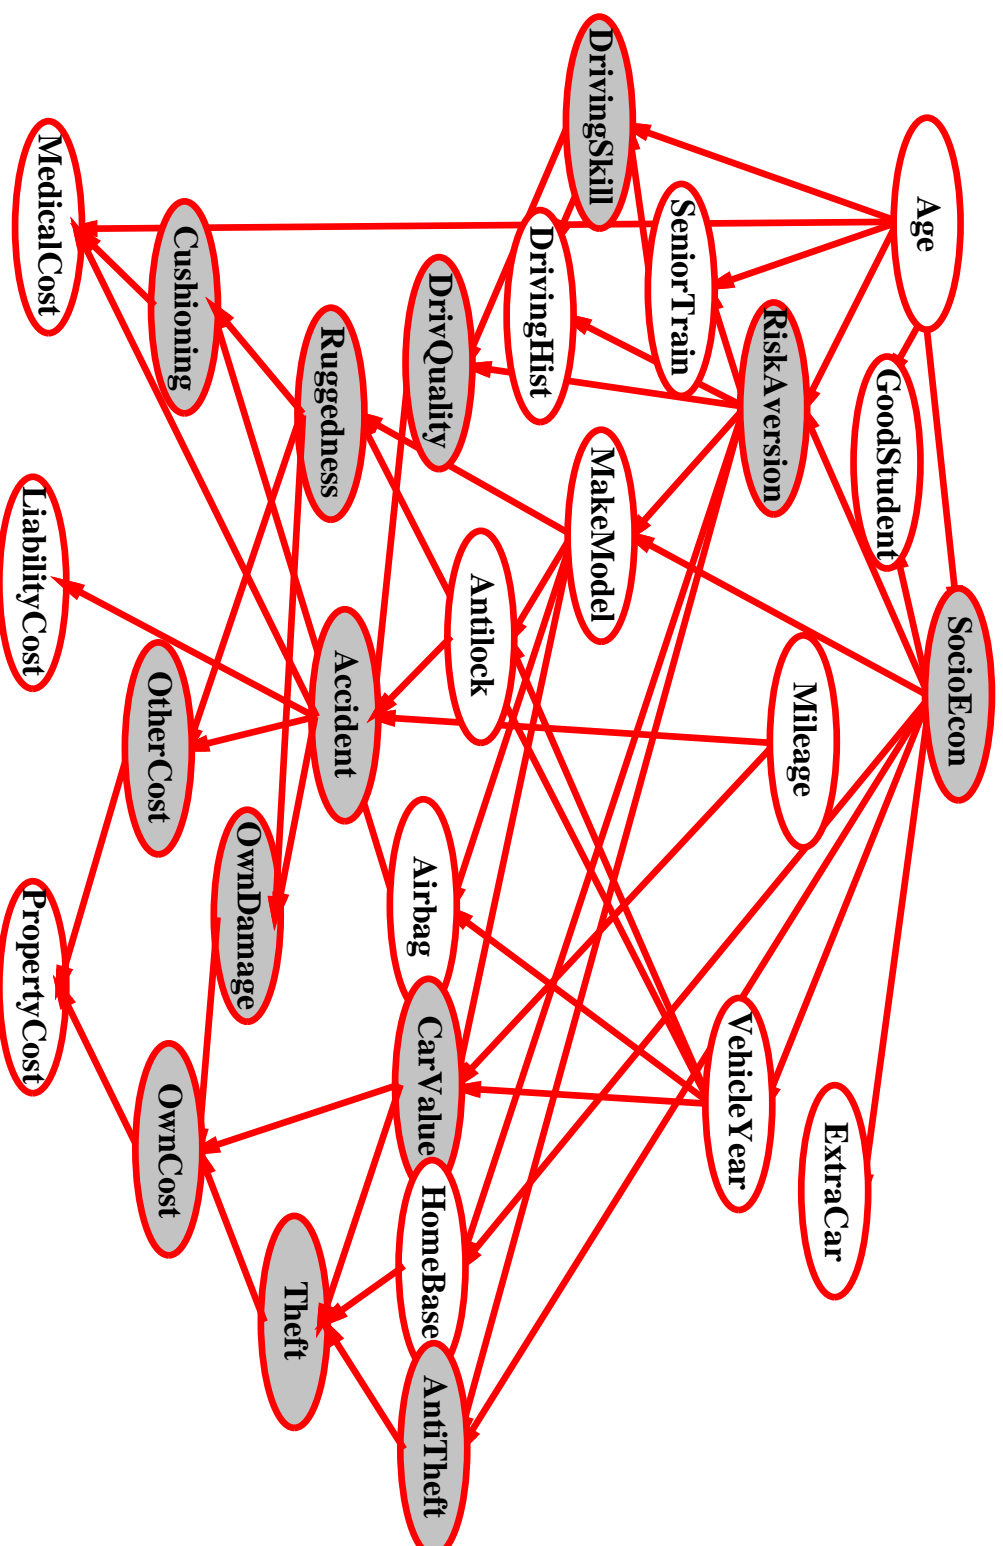 SocioEcon
Age
GoodStudent
ExtraCar
Mileage
RiskAversion
VehicleYear
SeniorTrain
DrivingSkill
MakeModel
DrivingHist
Antilock
DrivQuality
Airbag
CarValue
HomeBase
AntiTheft
Ruggedness
Accident
Theft
OwnDamage
Cushioning
OtherCost
OwnCost
MedicalCost
LiabilityCost
PropertyCost